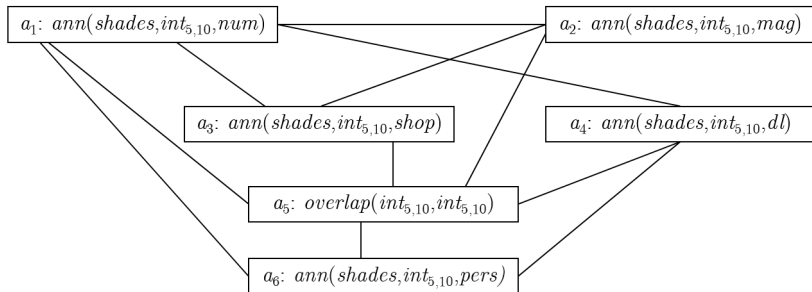 a₁: ann(shades,int₅,₁₀,num)
a₂: ann(shades,int₅,₁₀,mag)
a₃: ann(shades,int₅,₁₀,shop)
a₄: ann(shades,int₅,₁₀,dl)
a₅: overlap(int₅,₁₀,int₅,₁₀)
a₆: ann(shades,int₅,₁₀,pers)